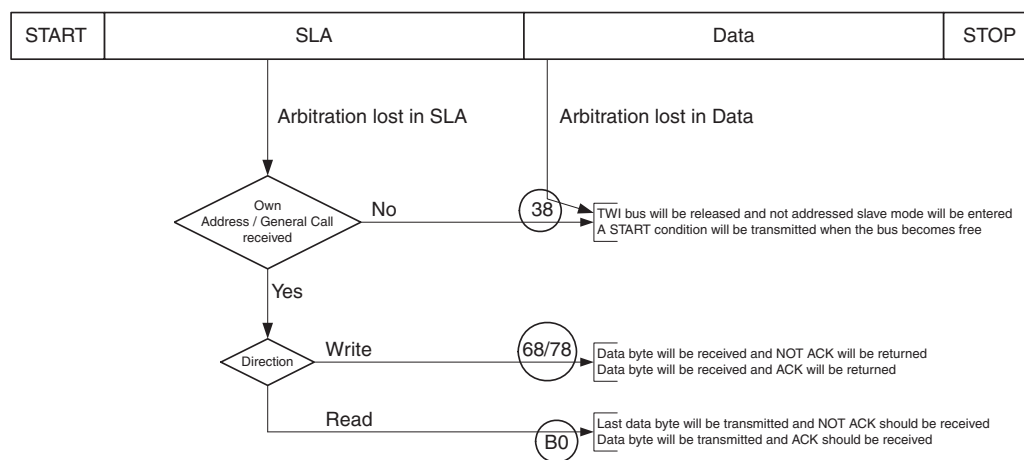 START SLA Data STOP
Arbitration lost in SLA Arbitration lost in Data
Own
Address / General Call
received
No
38
TWI bus will be released and not addressed slave mode will be entered
A START condition will be transmitted when the bus becomes free
Yes
Direction
Write
68/78
Data byte will be received and NOT ACK will be returned
Data byte will be received and ACK will be returned
Read
B0
Last data byte will be transmitted and NOT ACK should be received
Data byte will be transmitted and ACK should be received